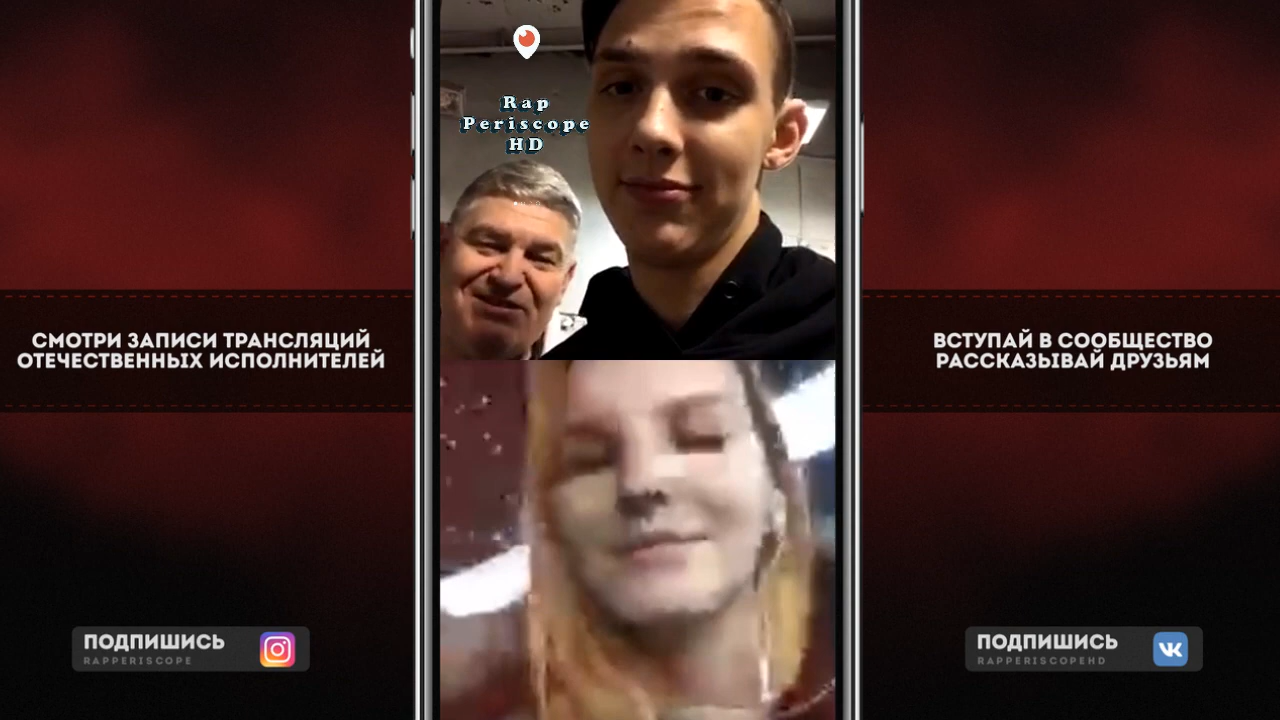 Rap
Periscope
HD
СМОТРИ ЗАПИСИ ТРАНСЛЯЦИЙ
ОТЕЧЕСТВЕННЫХ ИСПОЛНИТЕЛЕЙ
ВСТУПАЙ В СООБЩЕСТВО
РАССКАЗЫВАЙ ДРУЗЬЯМ
ПОДПИШИСЬ
RAPPERISCOPE
ПОДПИШИСЬ
RAPPERISCOPEHD